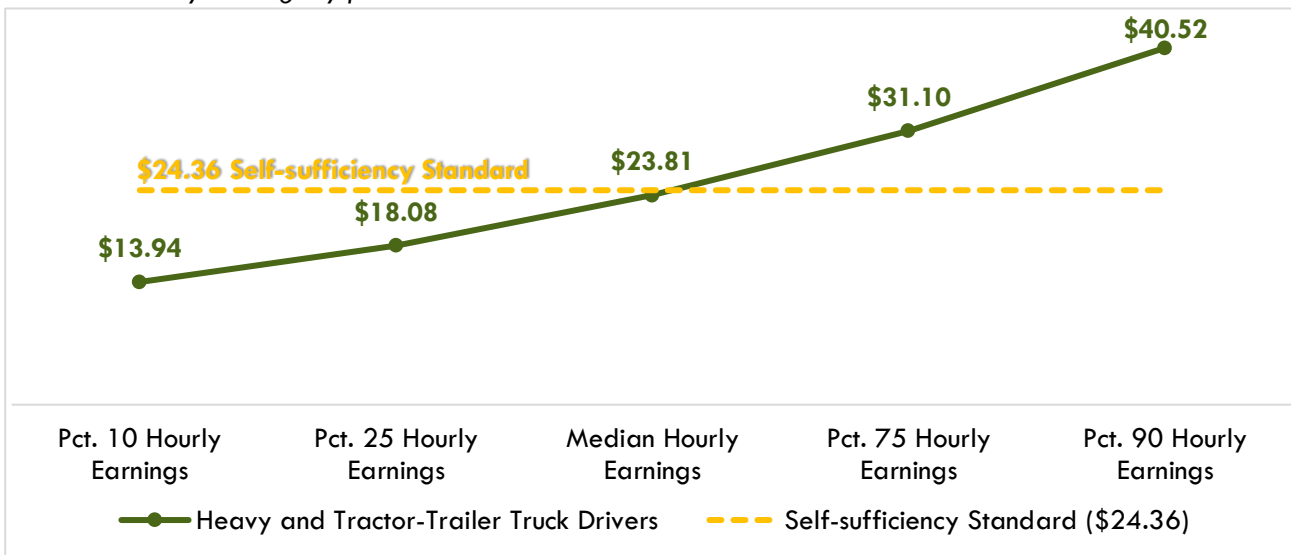 $40.52
$31.10
$24.36 Self-sufficiency Standard
$23.81
$18.08
$13.94
Pct. 10 Hourly Earnings
Pct. 25 Hourly Earnings
Median Hourly Earnings
Pct. 75 Hourly Earnings
Pct. 90 Hourly Earnings
Heavy and Tractor-Trailer Truck Drivers
Self-sufficiency Standard ($24.36)